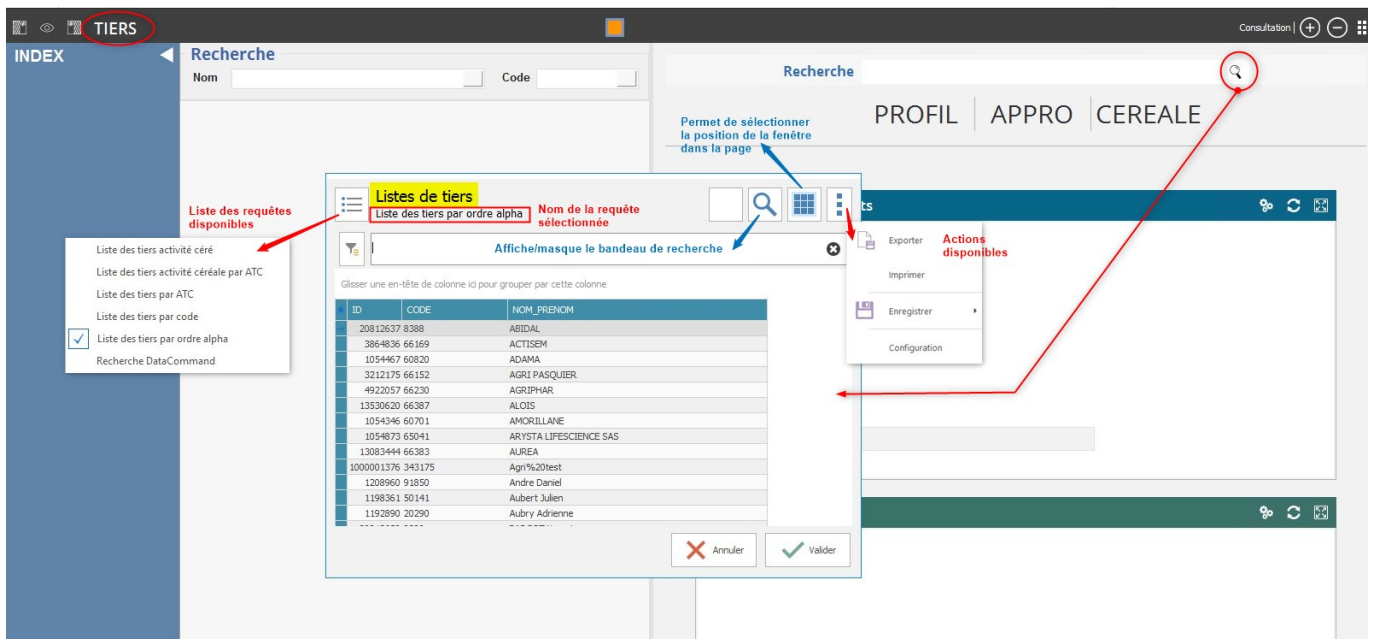 TIERS
Consultation |
INDEX
Recherche
Nom
Code
Recherche
PROFIL
APPRO
CEREALE
Permet de sélectionner
la position de la fenêtre
dans la page
Listes de tiers
Liste des tiers par ordre alpha
Nom de la requête
sélectionnée
Liste des requêtes
disponibles
Liste des tiers activité céré
Liste des tiers activité céréale par ATC
Liste des tiers par ATC
Liste des tiers par code
Liste des tiers par ordre alpha
Recherche DataCommand
Affiche/masque le bandeau de recherche
ts
Exporter
Actions
disponibles
Imprimer
Enregistrer
Configuration
Glisser une en-tête de colonne ici pour grouper par cette colonne
ID CODE NOM_PRENOM
20812637 8388 ABIDAL
3864836 66169 ACTISEM
1054467 60820 ADAMA
3212175 66152 AGRI PASQUIER
4922057 66230 AGRIPHAR
13530620 66387 ALOIS
1054346 60701 AMORILLANE
1054873 65041 ARYSTA LIFESCIENCE SAS
13083444 66383 AUREA
1000001376 343175 Agri%20test
1208960 91850 Andre Daniel
1198361 50141 Aubert Julien
1192890 20290 Aubry Adrienne
Annuler
Valider